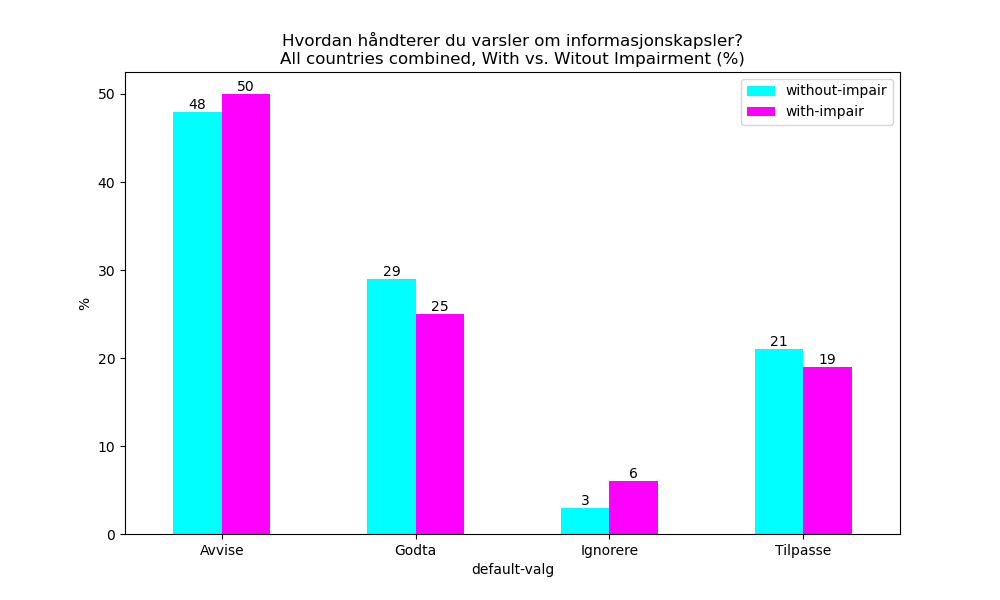 Hvordan håndterer du varsler om informasjonskapsler?
All countries combined, With vs. Witout Impairment (%)
without-impair
with-impair
50
40
30
20
10
0
%
48
50
29
25
3
6
21
19
Avvise
Godta
Ignorere
Tilpasse
default-valg